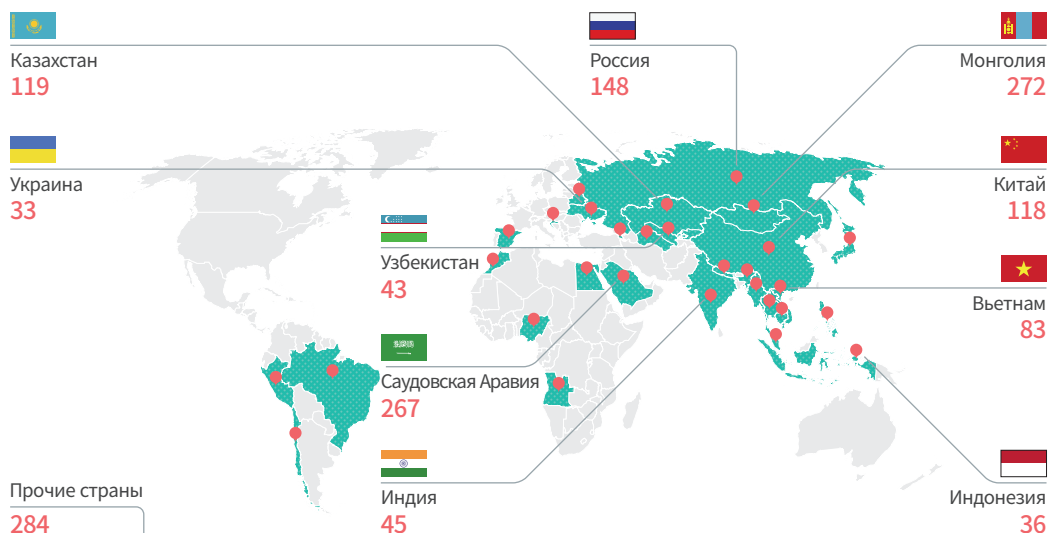 Казахстан
119
Россия
148
Монголия
272
Украина
33
Китай
118
Узбекистан
43
Вьетнам
83
Саудовская Аравия
267
Прочие страны
284
Индия
45
Индонезия
36